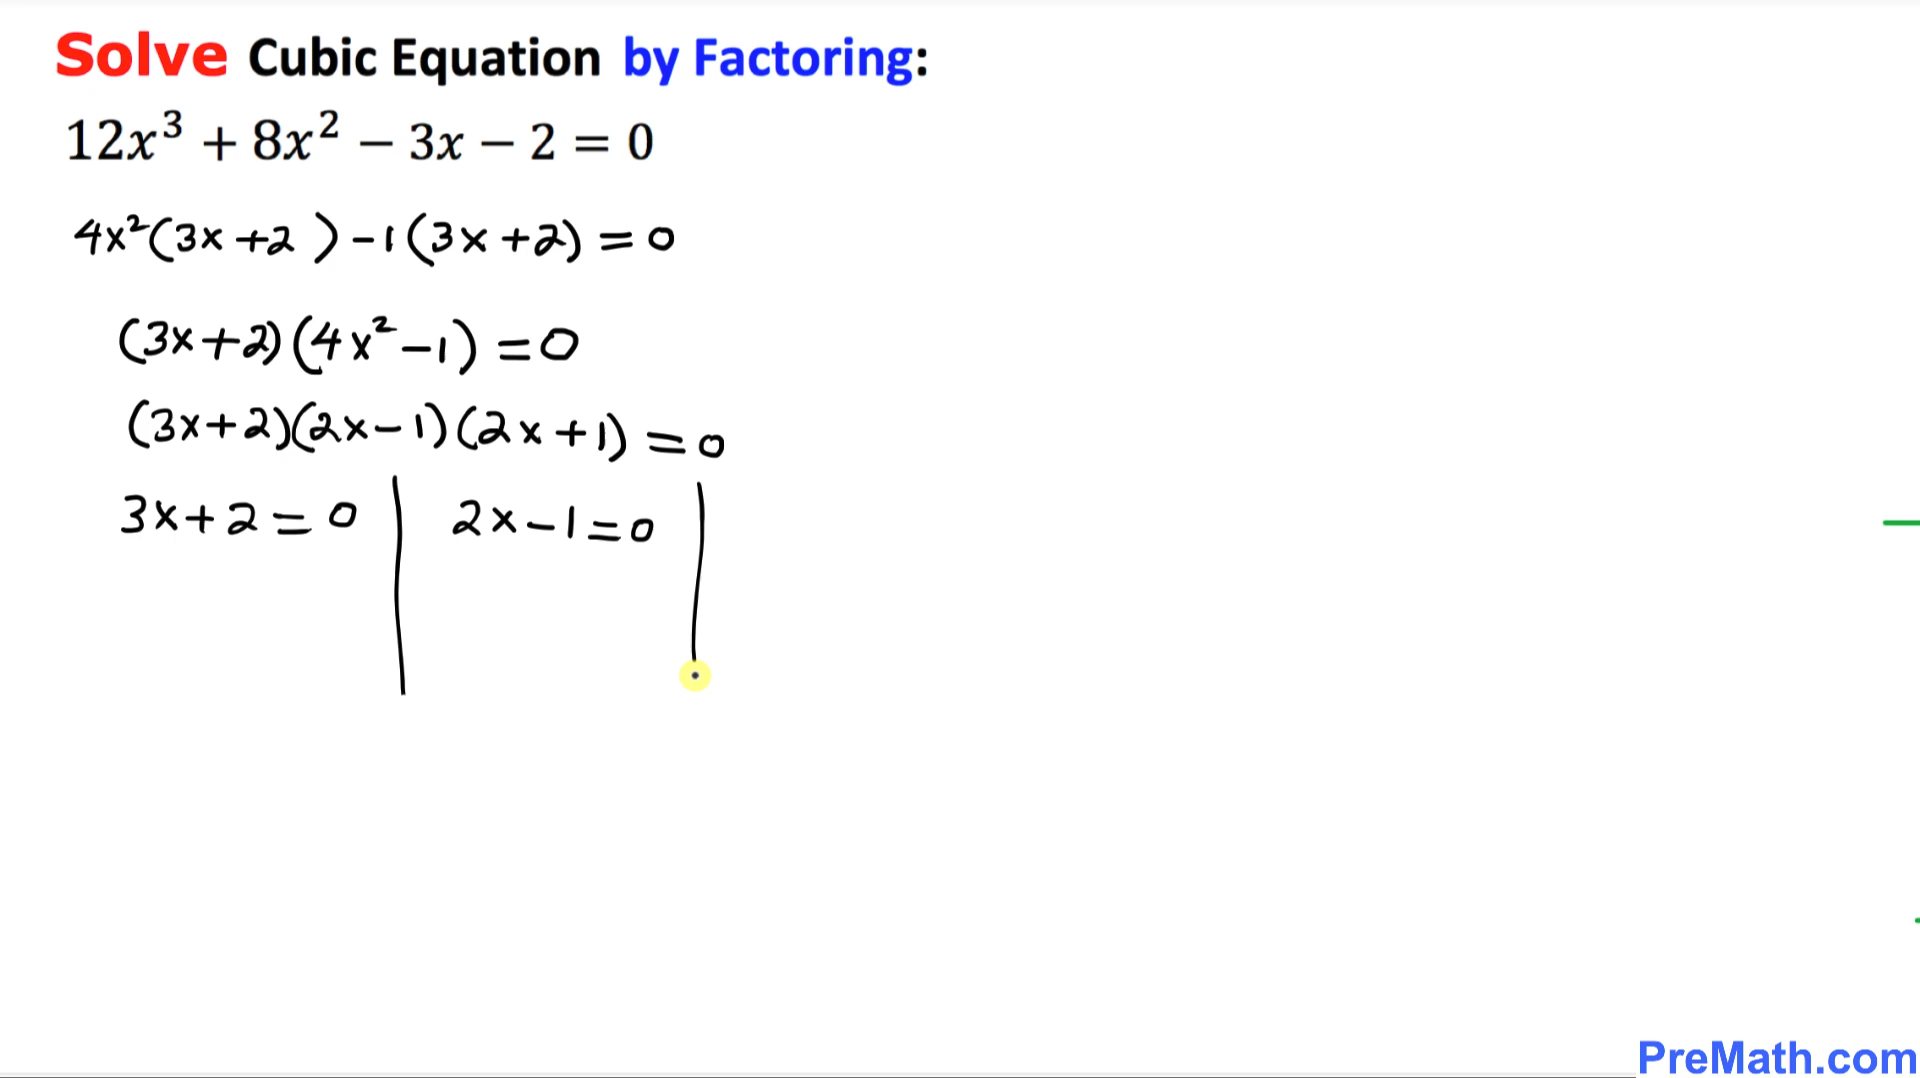 Solve Cubic Equation by Factoring:
12x³ + 8x² − 3x − 2 = 0
4x²(3x+2)−1(3x+2)=0
(3x+2)(4x²−1)=0
(3x+2)(2x−1)(2x+1)=0
3x+2=0 | 2x−1=0 |
PreMath.com